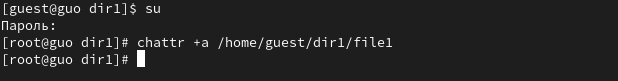 [guest@guo dir1]$ su
Пароль:
[root@guo dir1]# chattr +a /home/guest/dir1/file1
[root@guo dir1]#